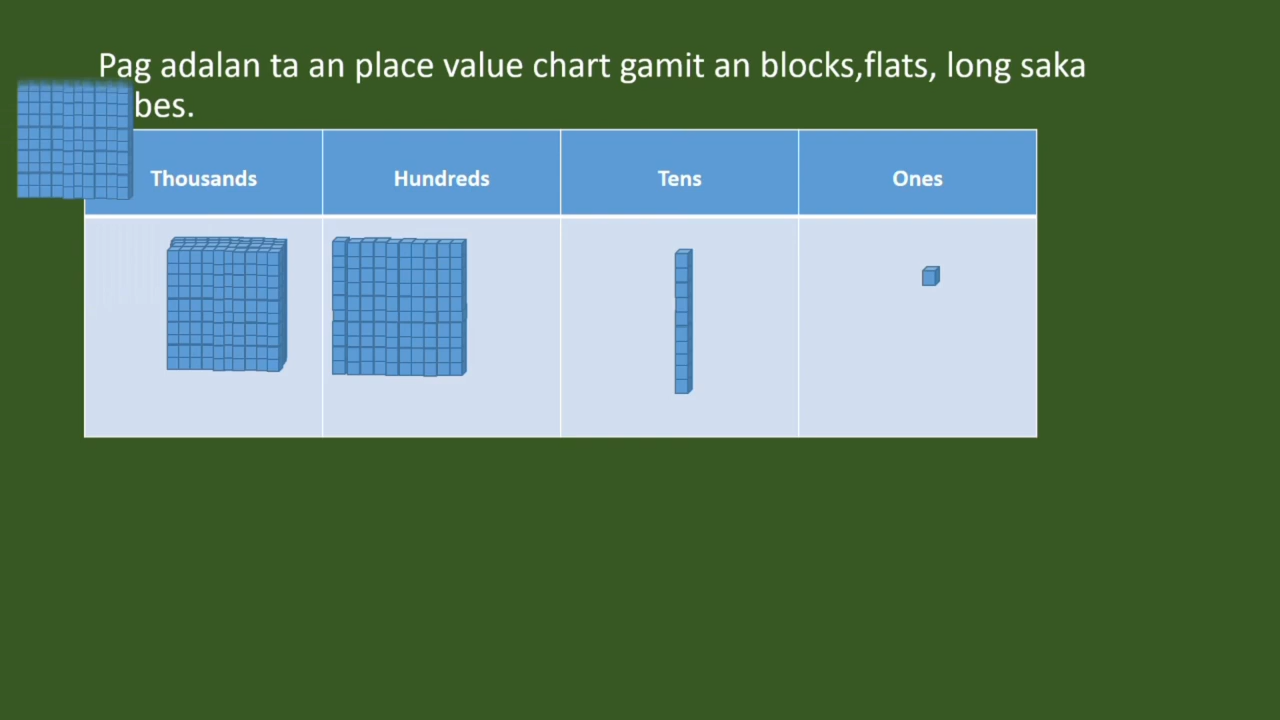 Pag adalan ta an place value chart gamit an blocks,flats, long saka
bes.
Thousands Hundreds Tens Ones